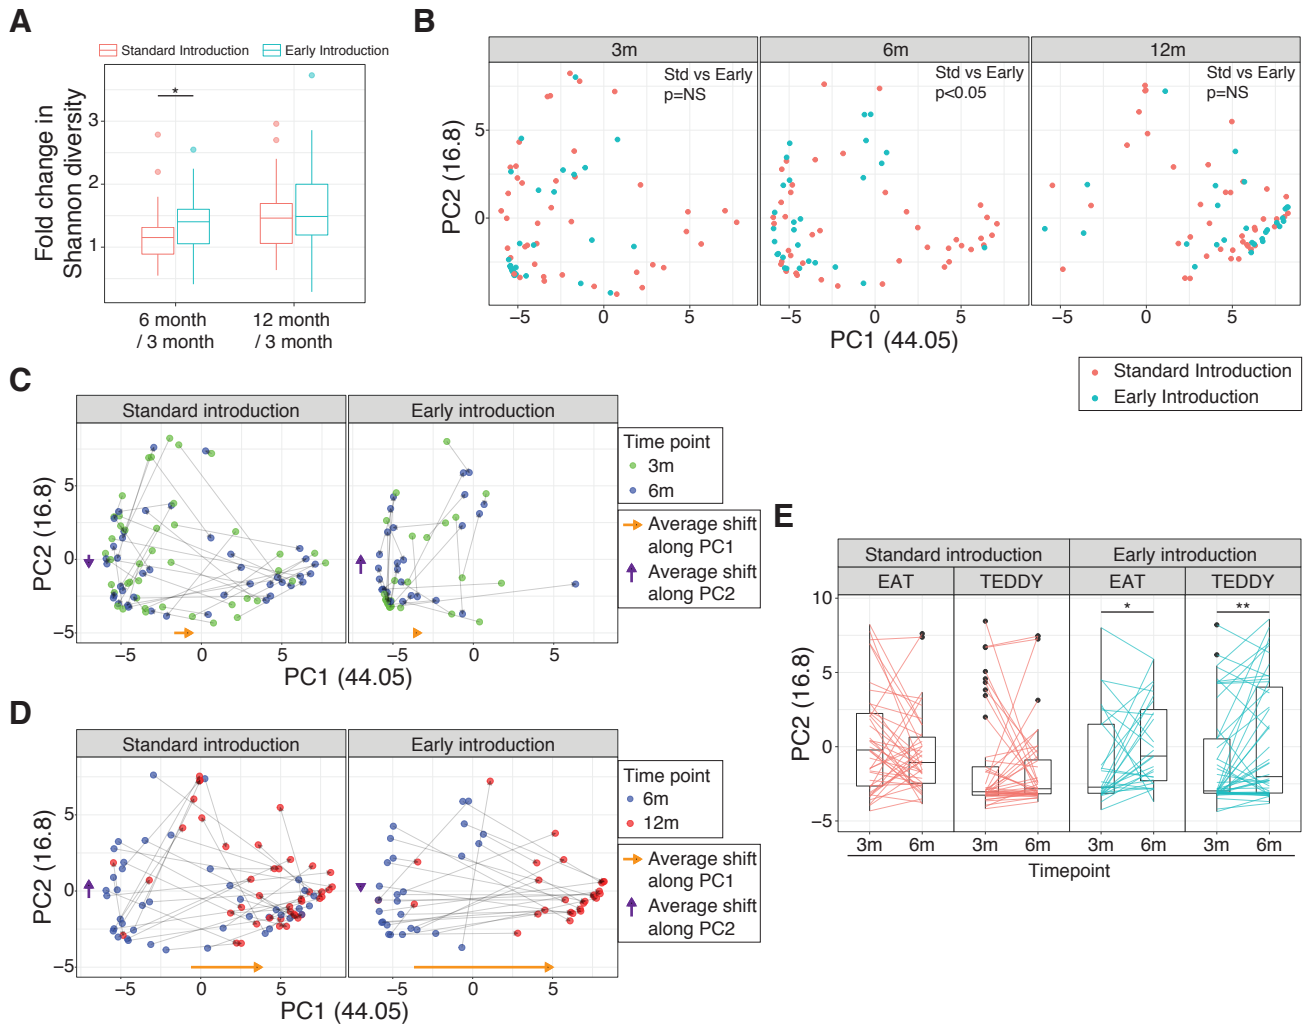 A
Standard Introduction
Early Introduction
Fold change in
Shannon diversity
3
2
1
*
6 month
/ 3 month
12 month
/ 3 month
B
3m
6m
12m
Std vs Early
p=NS
Std vs Early
p<0.05
Std vs Early
p=NS
PC2 (16.8)
5
0
−5
0
5
−5
0
5
−5
0
5
PC1 (44.05)
Standard Introduction
Early Introduction
C
Standard introduction
Early introduction
PC2 (16.8)
5
0
−5
−5
0
5
−5
0
5
PC1 (44.05)
Time point
3m
6m
Average shift
along PC1
Average shift
along PC2
D
Standard introduction
Early introduction
PC2 (16.8)
5
0
−5
−5
0
5
−5
0
5
PC1 (44.05)
Time point
6m
12m
Average shift
along PC1
Average shift
along PC2
E
Standard introduction
Early introduction
EAT
TEDDY
EAT
TEDDY
*
**
PC2 (16.8)
10
5
0
−5
3m 6m
3m 6m
3m 6m
3m 6m
Timepoint